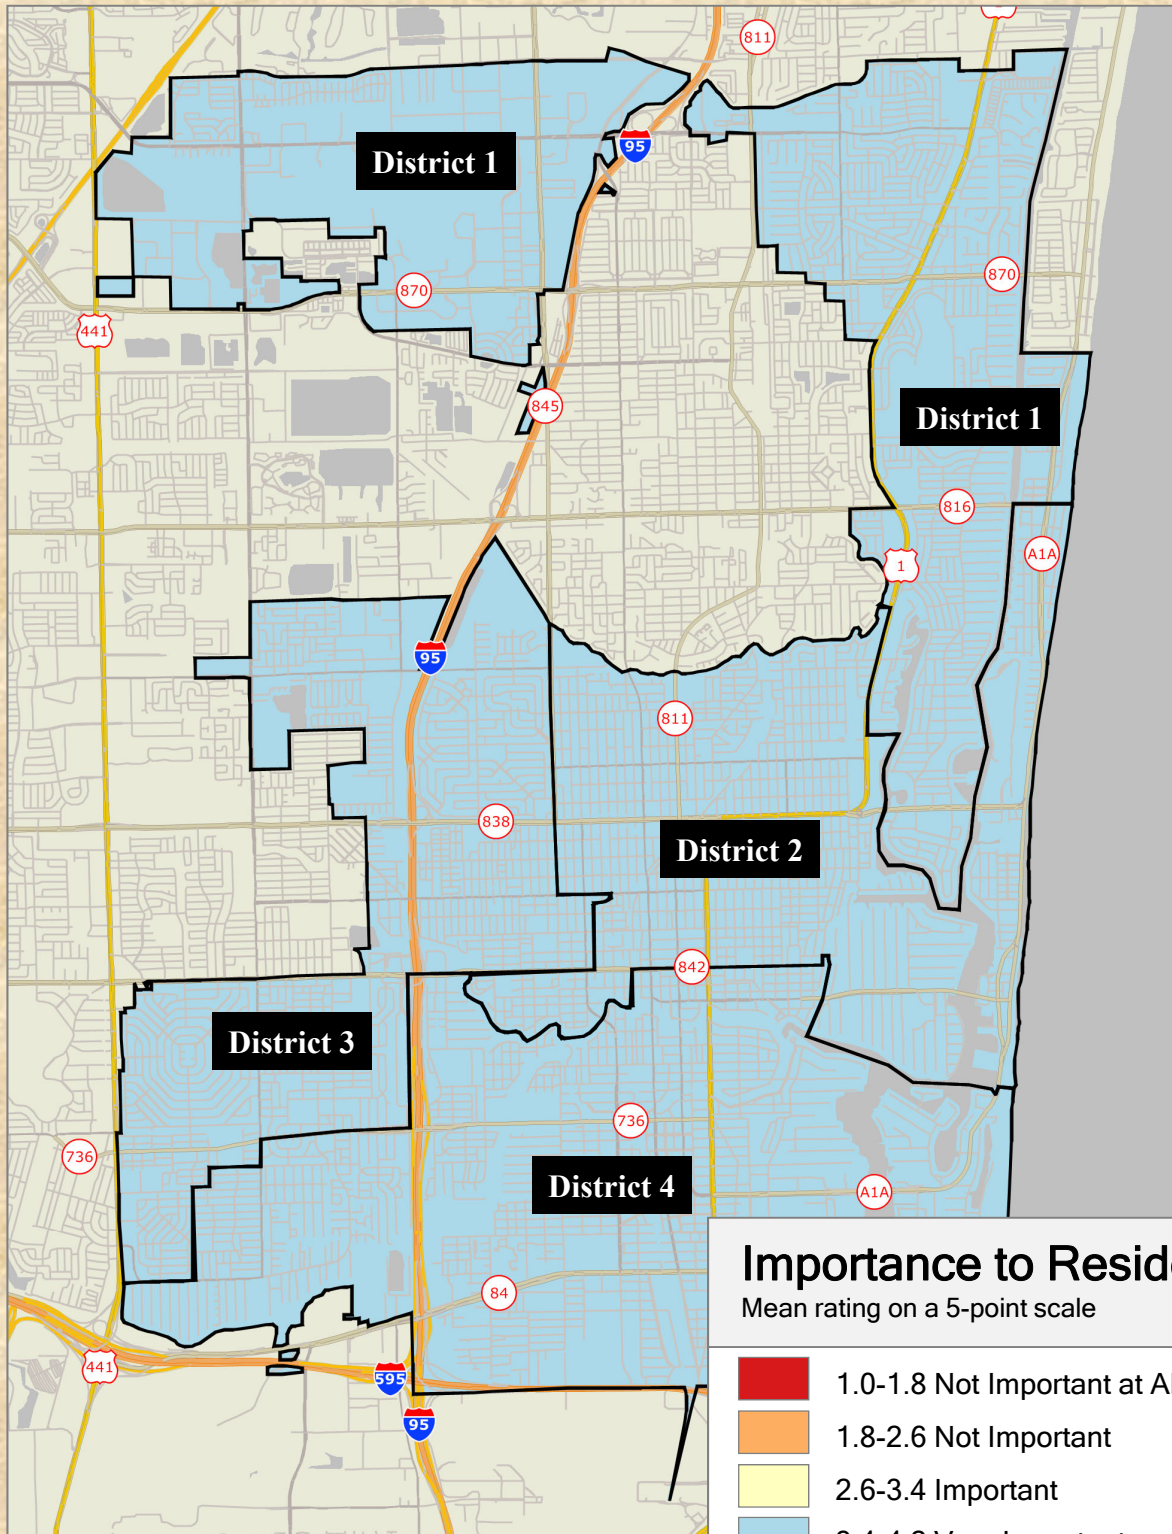 811
95
District 1
870
870
441
District 1
845
816
A1A
1
95
811
838
District 2
842
District 3
736
736
District 4
A1A
84
441
595
95
Importance to
Mean rating on a 5-point scale
1.0-1.8 Not Important at
1.8-2.6 Not Important
2.6-3.4 Important